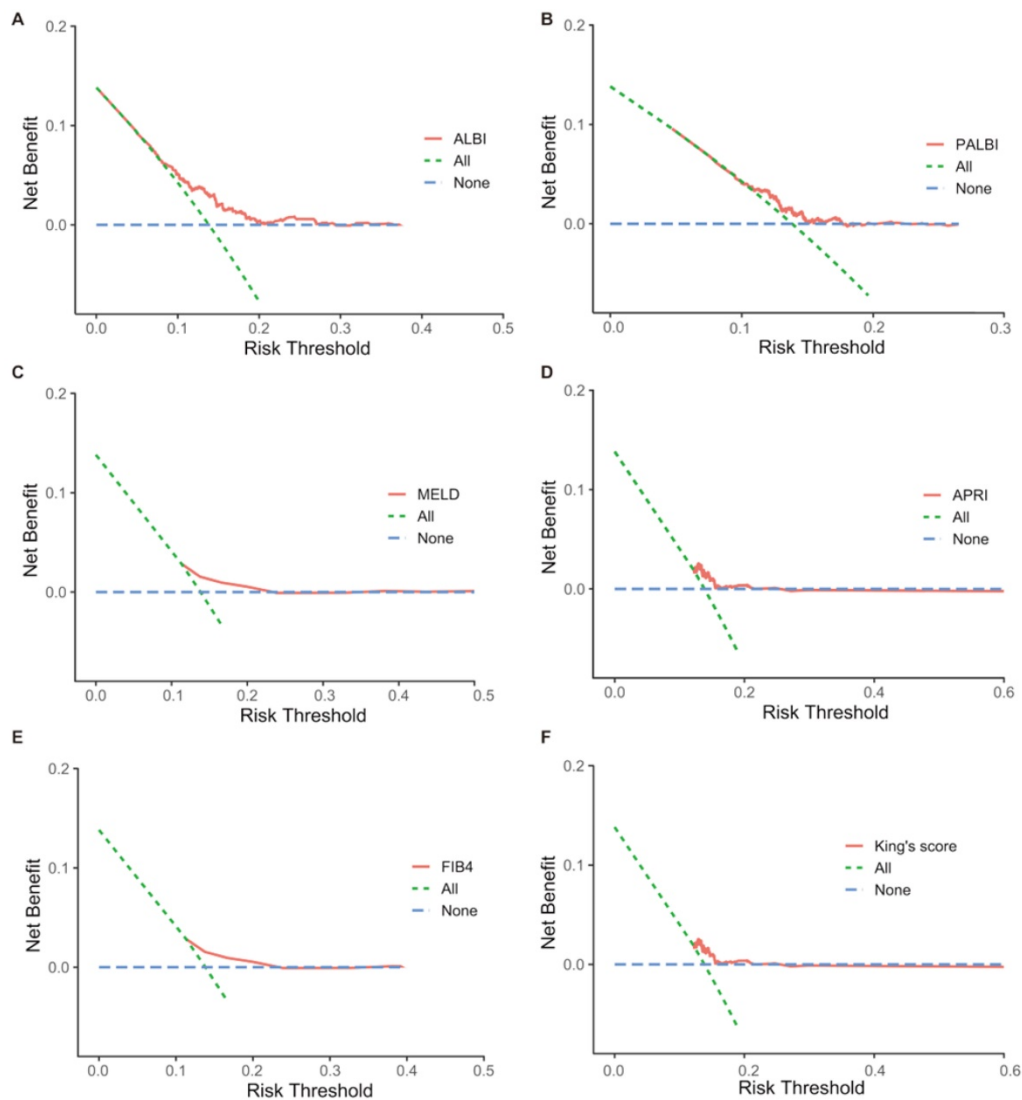 A
0.2
0.1
0.0
Net Benefit
ALBI
All
None
0.0 0.1 0.2 0.3 0.4 0.5
Risk Threshold
B
0.2
0.1
0.0
Net Benefit
PALBI
All
None
0.0 0.1 0.2 0.3
Risk Threshold
C
0.2
0.1
0.0
Net Benefit
MELD
All
None
0.0 0.1 0.2 0.3 0.4 0.5
Risk Threshold
D
0.2
0.1
0.0
Net Benefit
APRI
All
None
0.0 0.2 0.4 0.6
Risk Threshold
E
0.2
0.1
0.0
Net Benefit
FIB4
All
None
0.0 0.1 0.2 0.3 0.4 0.5
Risk Threshold
F
0.2
0.1
0.0
Net Benefit
King's score
All
None
0.0 0.2 0.4 0.6
Risk Threshold